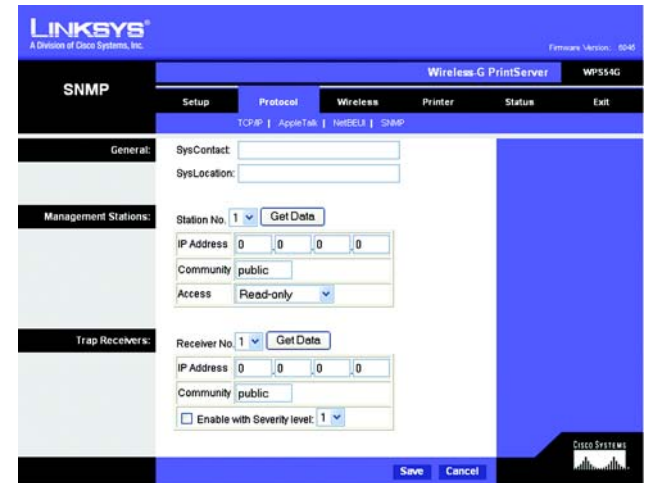 LINKSYS®
A Division of Cisco Systems, Inc.
Firmware Version: 6046
Wireless-G PrintServer WPS54G
SNMP
Setup Protocol Wireless Printer Status Exit
TCP/IP | AppleTalk | NetBEUI | SNMP
General:
SysContact:
SysLocation:
Management Stations:
Station No. 1 Get Data
IP Address 0 .0 .0 .0
Community public
Access Read-only
Trap Receivers:
Receiver No. 1 Get Data
IP Address 0 .0 .0 .0
Community public
Enable with Severity level: 1
Save Cancel
CISCO SYSTEMS